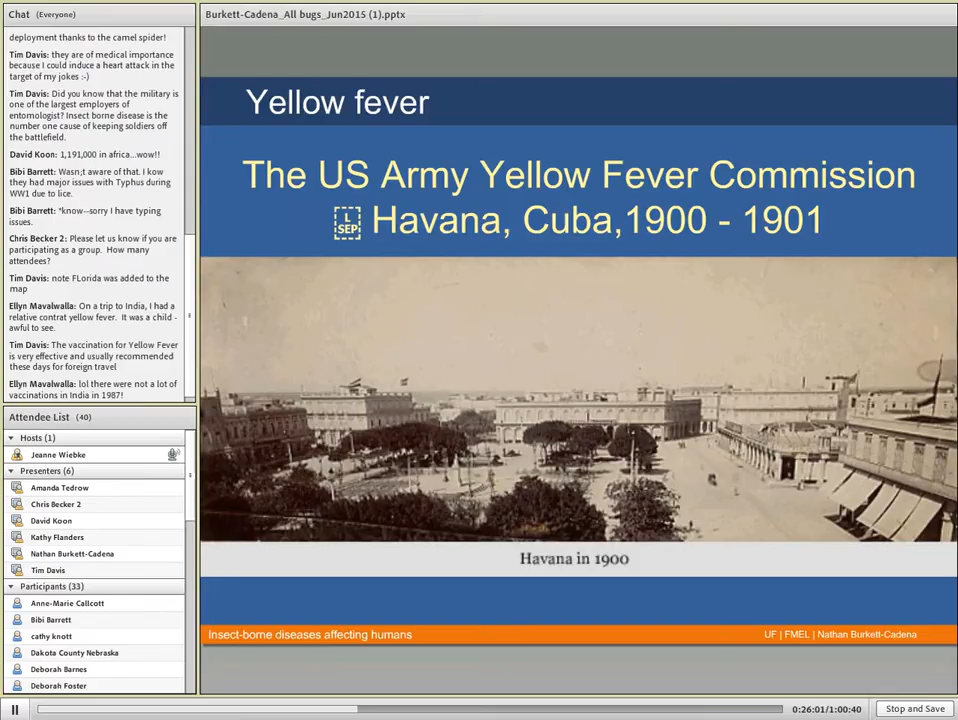 Chat (Everyone)
deployment thanks to the camel spider!
Tim Davis: they are of medical importance
because I could induce a heart attack in the
target of my jokes :-)
Tim Davis: Did you know that the military is
one of the largest employers of
entomologist? Insect borne disease is the
number one cause of keeping soldiers off
the battlefield.
David Koon: 1,191,000 in africa...wow!!
Bibi Barrett: Wasn;t aware of that. I kow
they had major issues with Typhus during
WW1 due to lice.
Bibi Barrett: *know--sorry I have typing
issues.
Chris Becker 2: Please let us know if you are
participating as a group. How many
attendees?
Tim Davis: note FLorida was added to the
map
Ellyn Mavalwalla: On a trip to India, I had a
relative contrat yellow fever. It was a child -
awful to see.
Tim Davis: The vaccination for Yellow Fever
is very effective and usually recommended
these days for foreign travel
Ellyn Mavalwalla: lol there were not a lot of
vaccinations in India in 1987!
Attendee List (40)
Hosts (1)
Jeanne Wiebke
Presenters (6)
Amanda Tedrow
Chris Becker 2
David Koon
Kathy Flanders
Nathan Burkett-Cadena
Tim Davis
Participants (33)
Anne-Marie Callcott
Bibi Barrett
cathy knott
Dakota County Nebraska
Deborah Barnes
Deborah Foster
Burkett-Cadena_All bugs_Jun2015 (1).pptx
Yellow fever
The US Army Yellow Fever Commission
L SEP Havana, Cuba,1900 - 1901
Havana in 1900
Insect-borne diseases affecting humans
UF | FMEL | Nathan Burkett-Cadena
0:26:01/1:00:40
Stop and Save